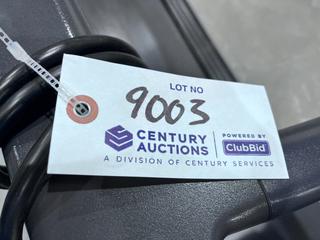 LOT NO
9003
CENTURY
AUCTIONS
POWERED BY
ClubBid
A DIVISION OF CENTURY SERVICES